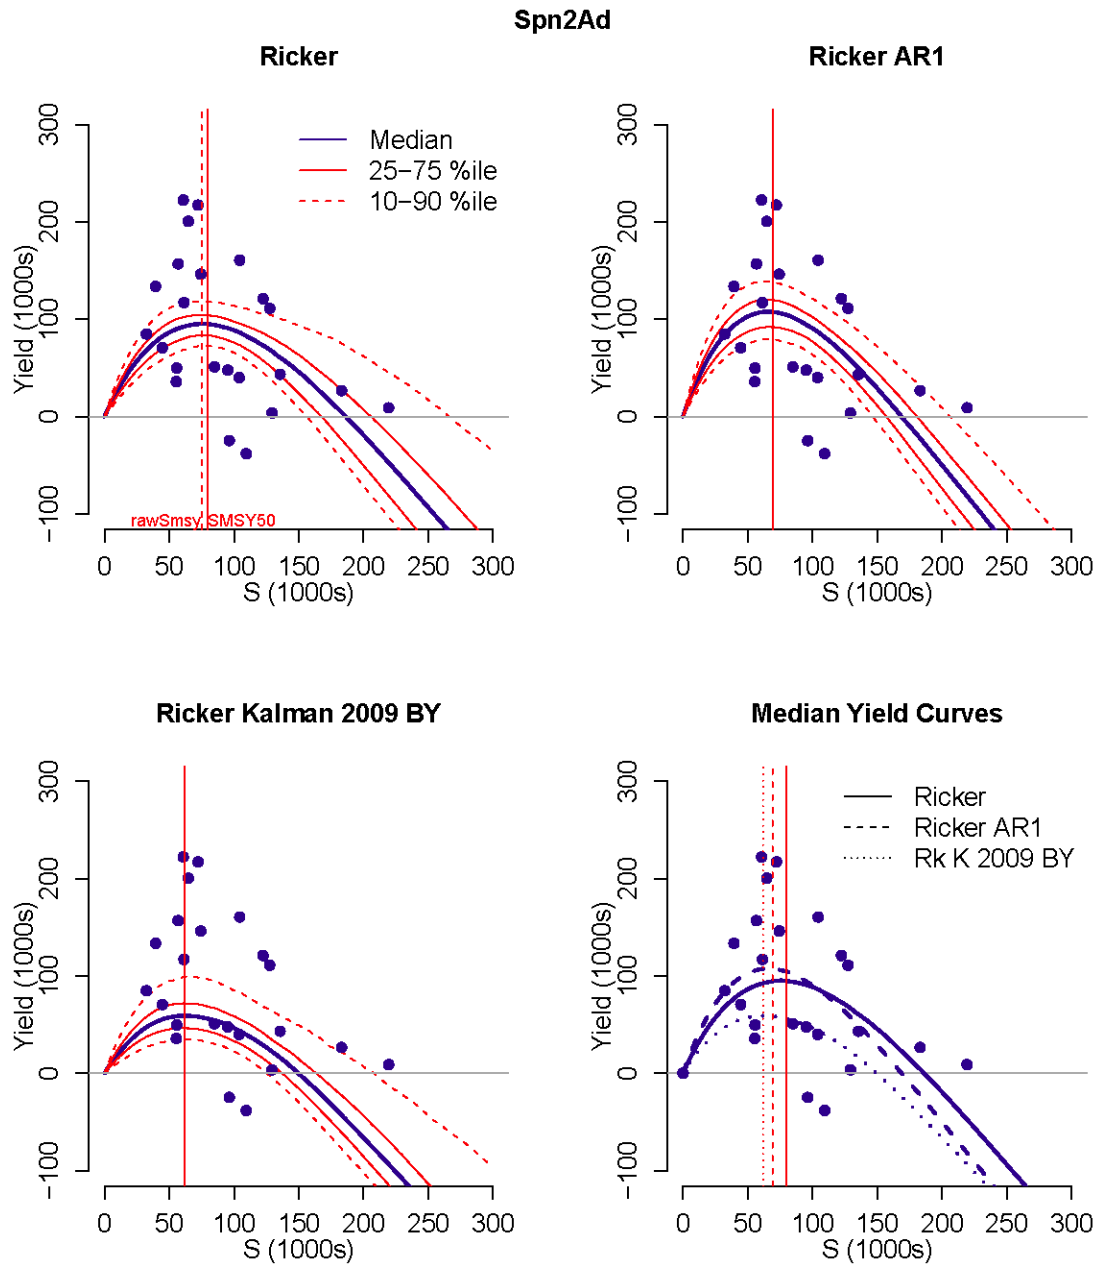 Spn2Ad
Ricker
Yield (1000s)
300
200
100
0
−100
Median
25−75 %ile
10−90 %ile
rawSmsy SMSY50
0 50 100 150 200 250 300
S (1000s)
Ricker AR1
Yield (1000s)
300
200
100
0
−100
0 50 100 150 200 250 300
S (1000s)
Ricker Kalman 2009 BY
Yield (1000s)
300
200
100
0
−100
0 50 100 150 200 250 300
S (1000s)
Median Yield Curves
Yield (1000s)
300
200
100
0
−100
Ricker
Ricker AR1
Rk K 2009 BY
0 50 100 150 200 250 300
S (1000s)